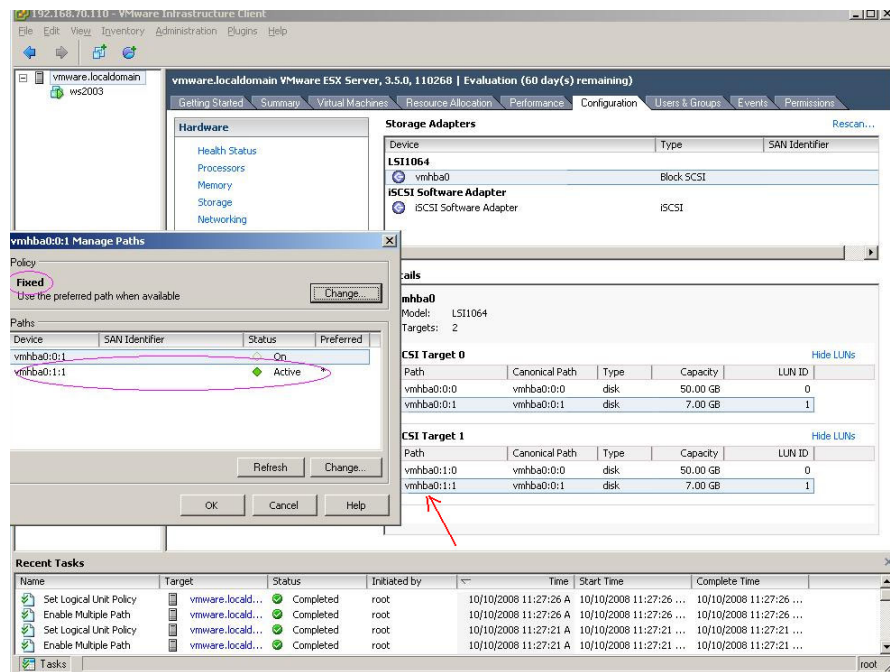 192.168.70.110 - VMware Infrastructure Client
File Edit View Inventory Administration Plugins Help
vmware.localdomain
ws2003
vmware.localdomain VMware ESX Server, 3.5.0, 110268 | Evaluation (60 day(s) remaining)
Getting Started Summary Virtual Machines Resource Allocation Performance Configuration Users & Groups Events Permissions
Hardware
Health Status
Processors
Memory
Storage
Networking
Storage Adapters Rescan...
Device Type SAN Identifier
LSI1064
vmhba0 Block SCSI
iSCSI Software Adapter
iSCSI Software Adapter iSCSI
vmhba0:0:1 Manage Paths
Policy
Fixed
Use the preferred path when available
Change...
Paths
Device SAN Identifier Status Preferred
vmhba0:0:1 On
vmhba0:1:1 Active *
Refresh Change...
OK Cancel Help
tails
mhba0
Model: LSI1064
Targets: 2
CSI Target 0 Hide LUNs
Path Canonical Path Type Capacity LUN ID
vmhba0:0:0 vmhba0:0:0 disk 50.00 GB 0
vmhba0:0:1 vmhba0:0:1 disk 7.00 GB 1
CSI Target 1 Hide LUNs
Path Canonical Path Type Capacity LUN ID
vmhba0:1:0 vmhba0:0:0 disk 50.00 GB 0
vmhba0:1:1 vmhba0:0:1 disk 7.00 GB 1
Recent Tasks
Name Target Status Initiated by Time Start Time Complete Time
Set Logical Unit Policy vmware.locald... Completed root 10/10/2008 11:27:26 A 10/10/2008 11:27:26 ... 10/10/2008 11:27:26 ...
Enable Multiple Path vmware.locald... Completed root 10/10/2008 11:27:26 A 10/10/2008 11:27:26 ... 10/10/2008 11:27:26 ...
Set Logical Unit Policy vmware.locald... Completed root 10/10/2008 11:27:21 A 10/10/2008 11:27:21 ... 10/10/2008 11:27:21 ...
Enable Multiple Path vmware.locald... Completed root 10/10/2008 11:27:21 A 10/10/2008 11:27:21 ... 10/10/2008 11:27:21 ...
Tasks root